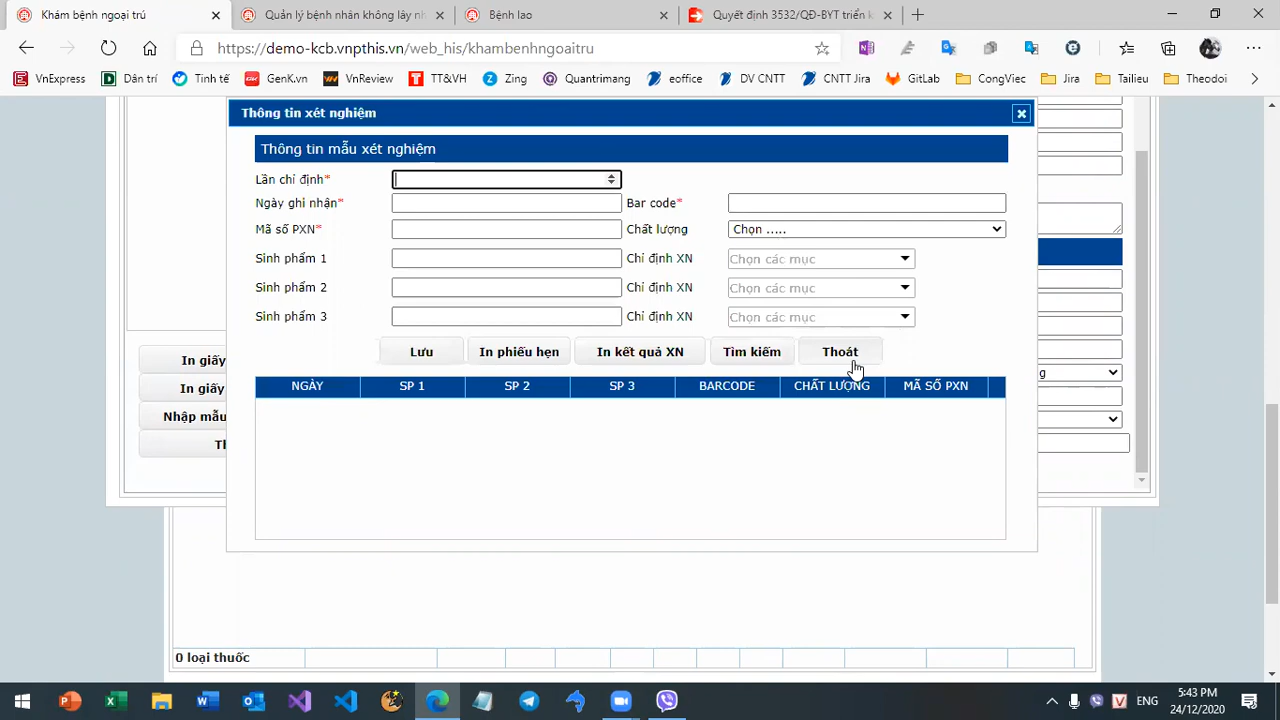 Khám bệnh ngoại trú
Quản lý bệnh nhân không lây nh
Bệnh lao
Quyết định 3532/QĐ-BYT triển k
https://demo-kcb.vnpthis.vn/web_his/khambenhngoaitru
VnExpress
Dân trí
Tinh tế
GenK.vn
VnReview
TT&VH
Zing
Quantrimang
eoffice
DV CNTT
CNTT Jira
GitLab
CongViec
Jira
Tailieu
Theodoi
Thông tin xét nghiệm
Thông tin mẫu xét nghiệm
Lần chỉ định*
Ngày ghi nhận* Bar code*
Mã số PXN* Chất lượng Chọn .....
Sinh phẩm 1 Chỉ định XN Chọn các mục
Sinh phẩm 2 Chỉ định XN Chọn các mục
Sinh phẩm 3 Chỉ định XN Chọn các mục
Lưu In phiếu hẹn In kết quả XN Tìm kiếm Thoát
NGÀY SP 1 SP 2 SP 3 BARCODE CHẤT LƯỢNG MÃ SỐ PXN
In giấy
In giấy
Nhập mẫu
Th
g
0 loại thuốc
ENG
5:43 PM
24/12/2020